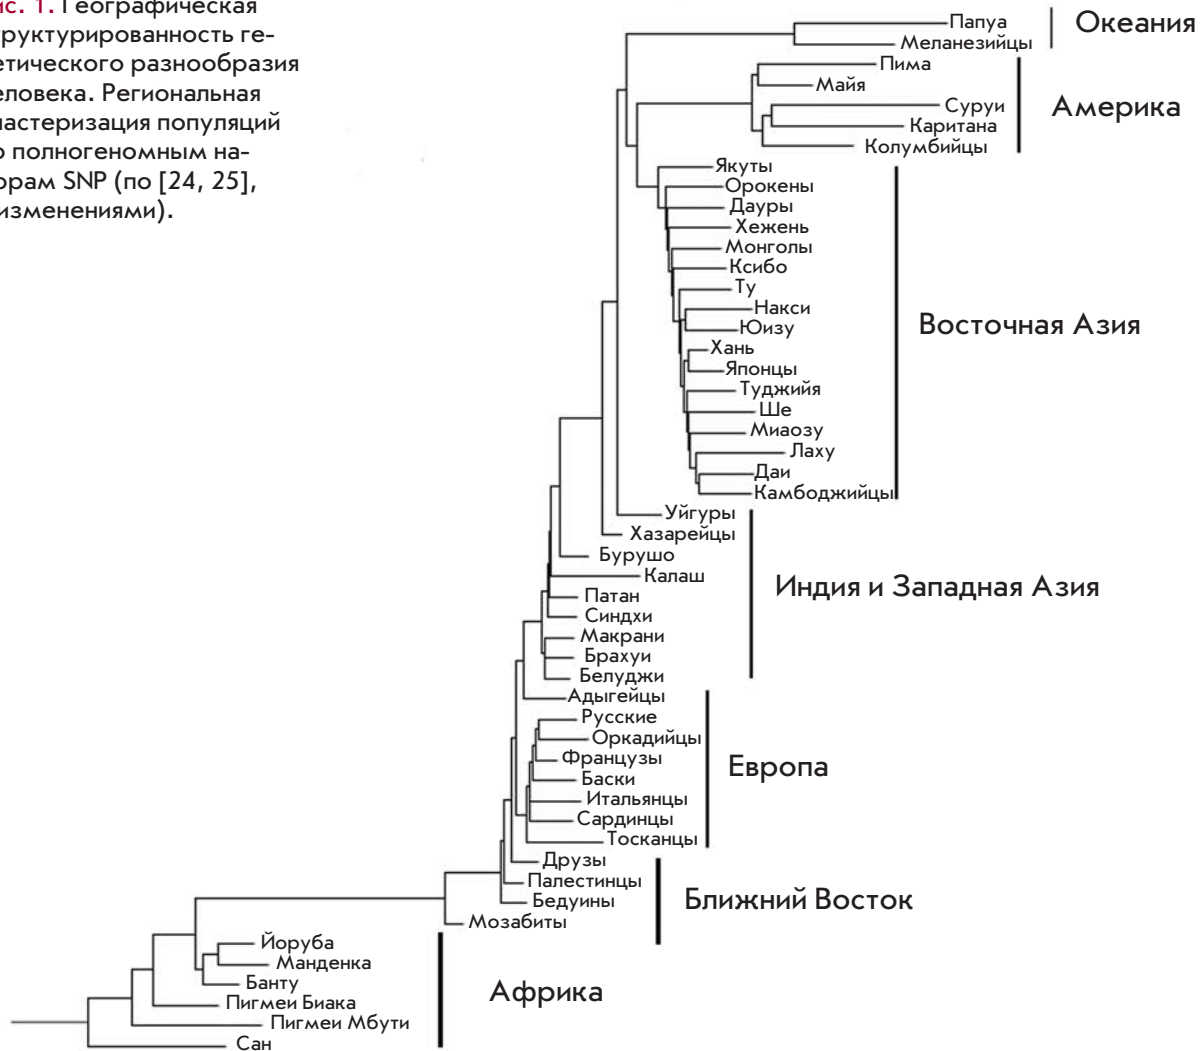 ис. 1. Географическая
труктурированность ге-
етического разнообразия
еловека. Региональная
ластеризация популяций
о полногеномным на-
орам SNP (по [24, 25],
изменениями).
Папуа
Меланезийцы
Океания
Пима
Майя
Суруи
Каритана
Колумбийцы
Америка
Якуты
Орокены
Дауры
Хежень
Монголы
Ксибо
Ту
Накси
Юизу
Хань
Японцы
Туджийя
Ше
Миаозу
Лаху
Даи
Камбоджийцы
Восточная Азия
Уйгуры
Хазарейцы
Бурушо
Калаш
Патан
Синдхи
Макрани
Брахуи
Белуджи
Индия и Западная Азия
Адыгейцы
Русские
Оркадийцы
Французы
Баски
Итальянцы
Сардинцы
Тосканцы
Европа
Друзы
Палестинцы
Бедуины
Мозабиты
Ближний Восток
Йоруба
Манденка
Банту
Пигмеи Биака
Пигмеи Мбути
Сан
Африка